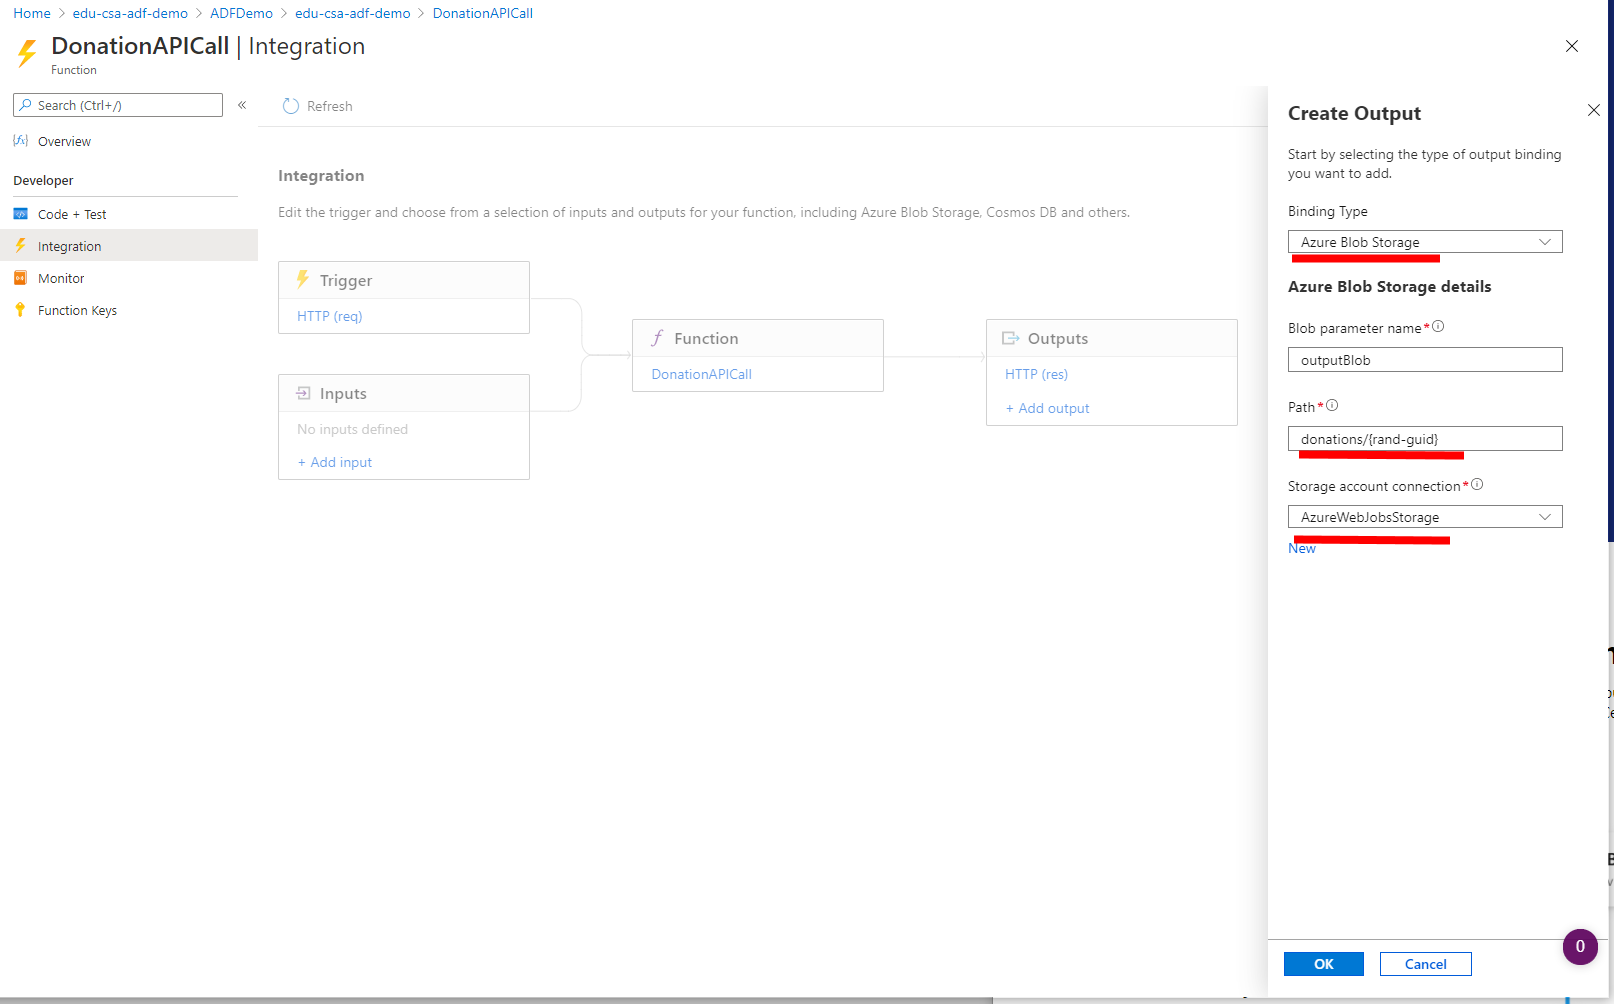 Home > edu-csa-adf-demo > ADFDemo > edu-csa-adf-demo > DonationAPICall
DonationAPICall | Integration
Function
Search (Ctrl+/)
«
Refresh
Overview
Developer
Code + Test
Integration
Monitor
Function Keys
Integration
Edit the trigger and choose from a selection of inputs and outputs for your function, including Azure Blob Storage, Cosmos DB and others.
Trigger
HTTP (req)
Inputs
No inputs defined
+ Add input
Function
DonationAPICall
Outputs
HTTP (res)
+ Add output
Create Output
Start by selecting the type of output binding
you want to add.
Binding Type
Azure Blob Storage
Azure Blob Storage details
Blob parameter name*
outputBlob
Path*
donations/{rand-guid}
Storage account connection*
AzureWebJobsStorage
New
0
OK
Cancel